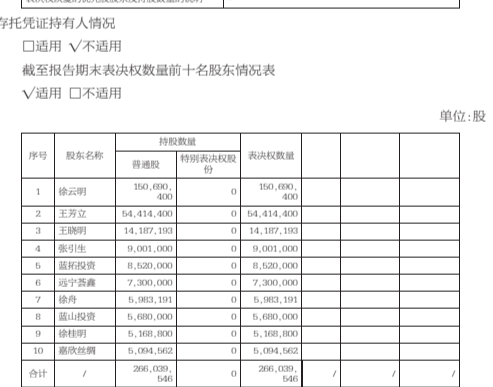 存托凭证持有人情况
□适用 √不适用
截至报告期末表决权数量前十名股东情况表
√适用 □不适用
单位:股
序号 股东名称 持股数量 表决权数量
普通股 特别表决权股份
1 徐云明 150,690,400 0 150,690,400
2 王芳立 54,414,400 0 54,414,400
3 王晓明 14,187,193 0 14,187,193
4 张引生 9,001,000 0 9,001,000
5 蓝拓投资 8,520,000 0 8,520,000
6 远宁荟鑫 7,300,000 0 7,300,000
7 徐舟 5,983,191 0 5,983,191
8 蓝山投资 5,680,000 0 5,680,000
9 徐桂明 5,168,800 0 5,168,800
10 嘉欣丝绸 5,094,562 0 5,094,562
合计 / 266,039,546 0 266,039,546 / / /